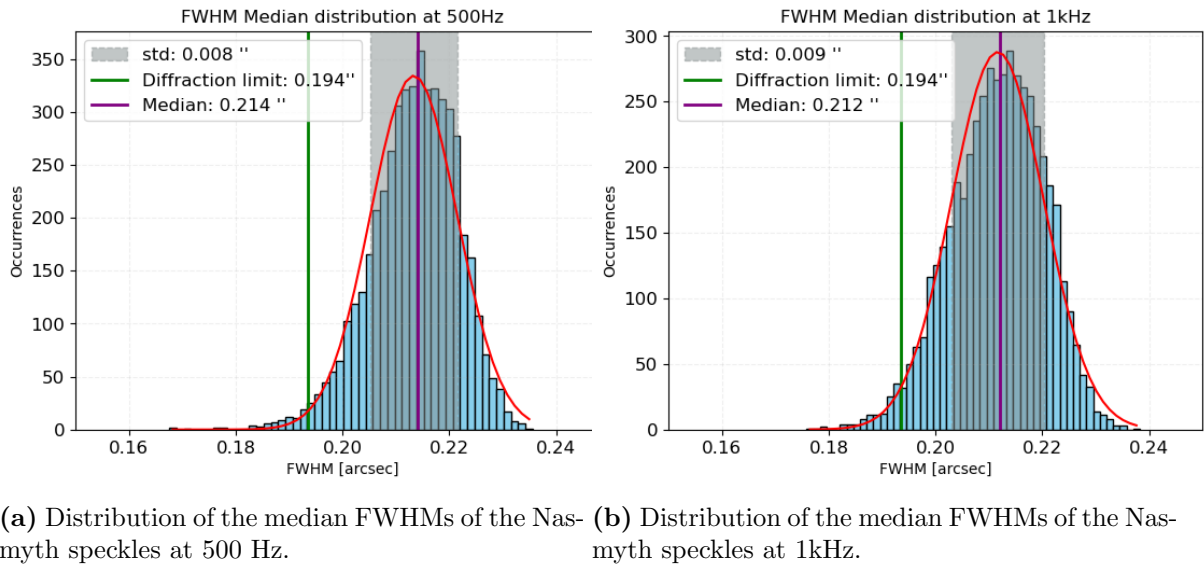 FWHM Median distribution at 500Hz
std: 0.008 ''
Diffraction limit: 0.194''
Median: 0.214 ''
Occurrences
350
300
250
200
150
100
50
0
0.16
0.18
0.20
0.22
0.24
FWHM [arcsec]
FWHM Median distribution at 1kHz
std: 0.009 ''
Diffraction limit: 0.194''
Median: 0.212 ''
Occurrences
300
250
200
150
100
50
0
0.16
0.18
0.20
0.22
0.24
FWHM [arcsec]
(a) Distribution of the median FWHMs of the Nas-
myth speckles at 500 Hz.
(b) Distribution of the median FWHMs of the Nas-
myth speckles at 1kHz.